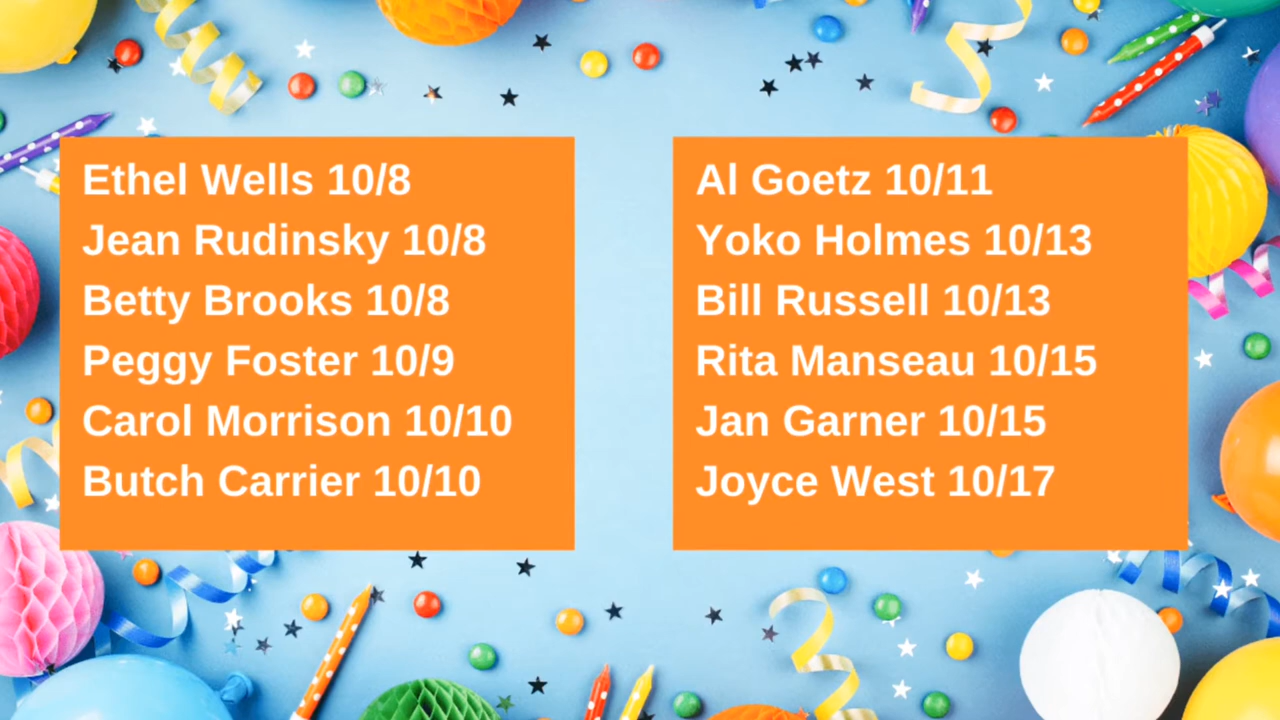 Ethel Wells 10/8
Jean Rudinsky 10/8
Betty Brooks 10/8
Peggy Foster 10/9
Carol Morrison 10/10
Butch Carrier 10/10
Al Goetz 10/11
Yoko Holmes 10/13
Bill Russell 10/13
Rita Manseau 10/15
Jan Garner 10/15
Joyce West 10/17